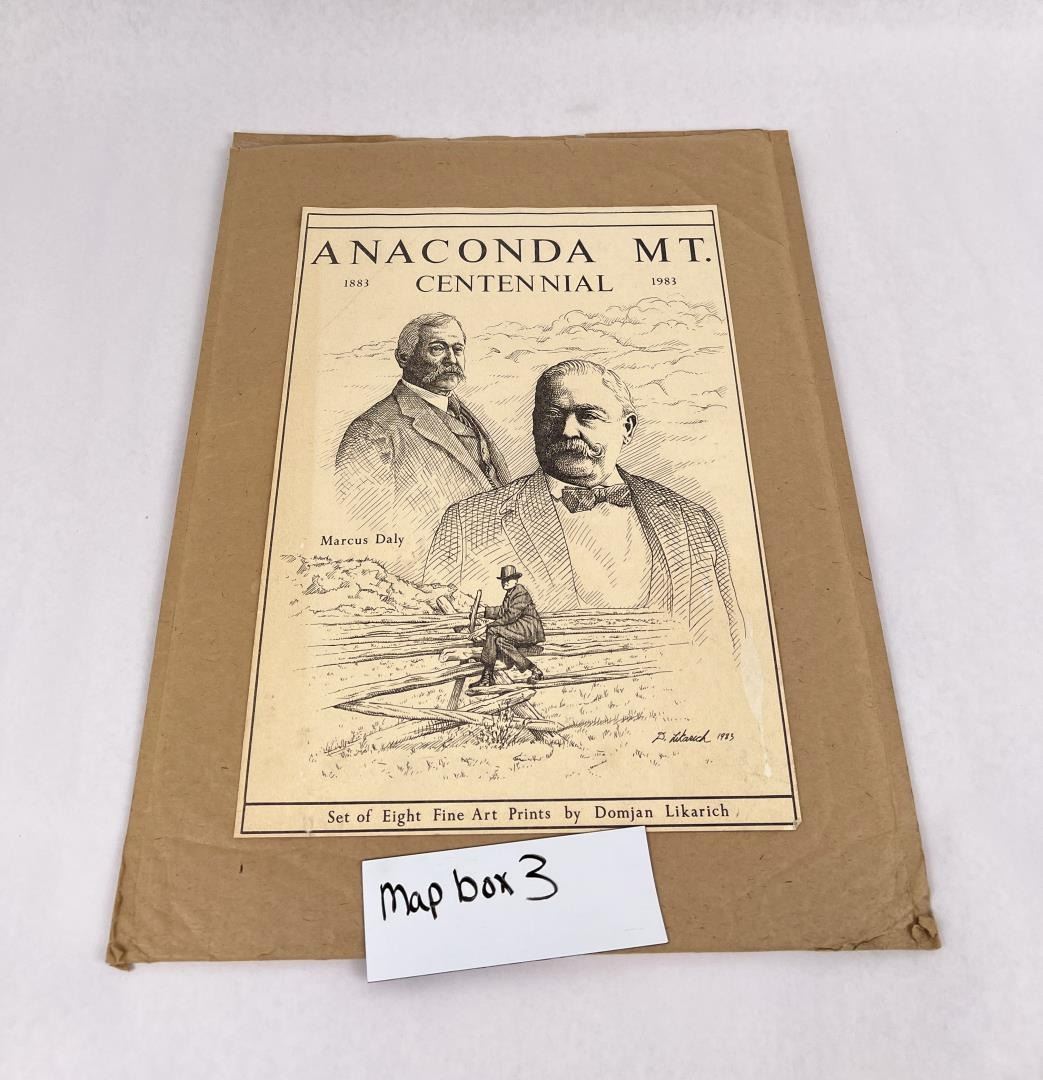 ANACONDA MT.
1883 CENTENNIAL 1983
Marcus Daly
D. Likarich 1983
Set of Eight Fine Art Prints by Domjan Likarich
Map box 3